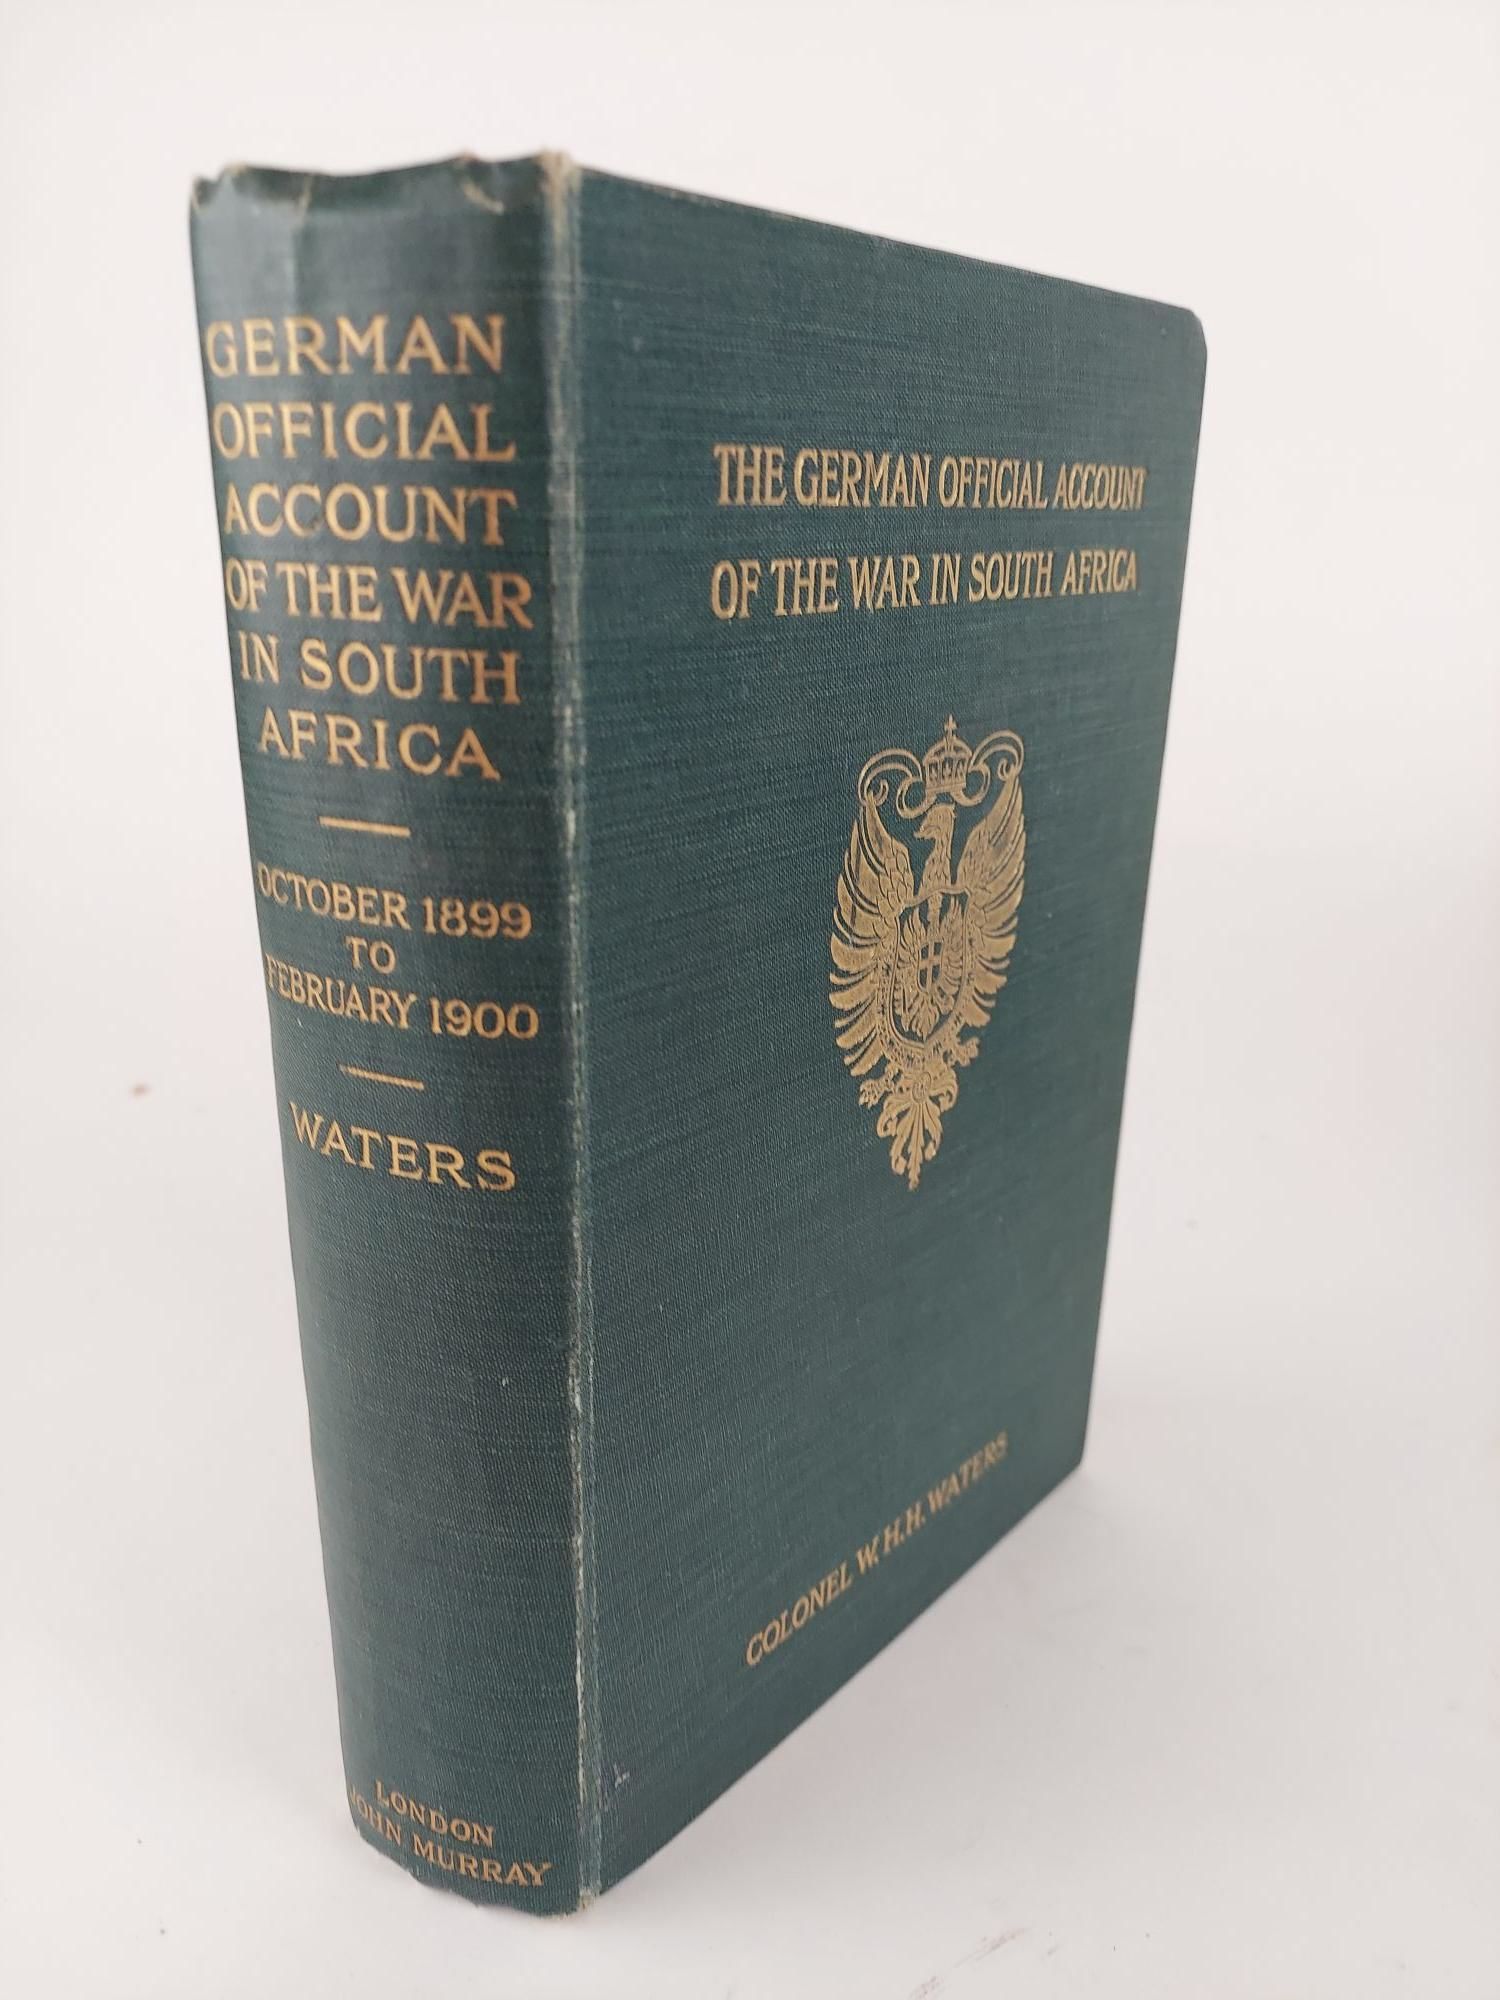 GERMAN
OFFICIAL
ACCOUNT
OF THE WAR
IN SOUTH
AFRICA
OCTOBER 1899
TO
FEBRUARY 1900
WATERS
LONDON
JOHN MURRAY
THE GERMAN OFFICIAL ACCOUNT
OF THE WAR IN SOUTH AFRICA
COLONEL W. H. H. WATERS